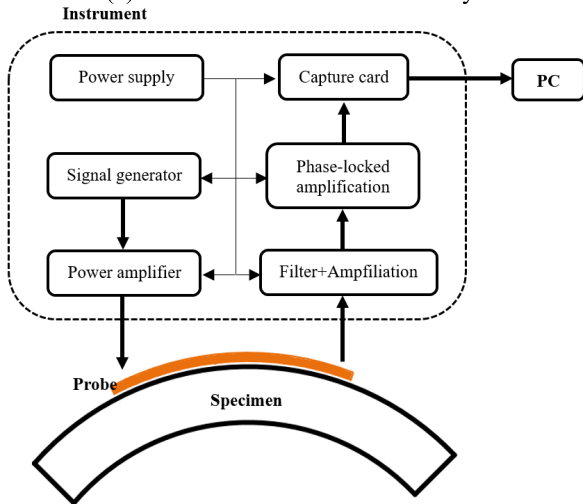 Instrument
Power supply
Capture card
PC
Signal generator
Phase-locked
amplification
Power amplifier
Filter+Ampfiliation
Probe
Specimen